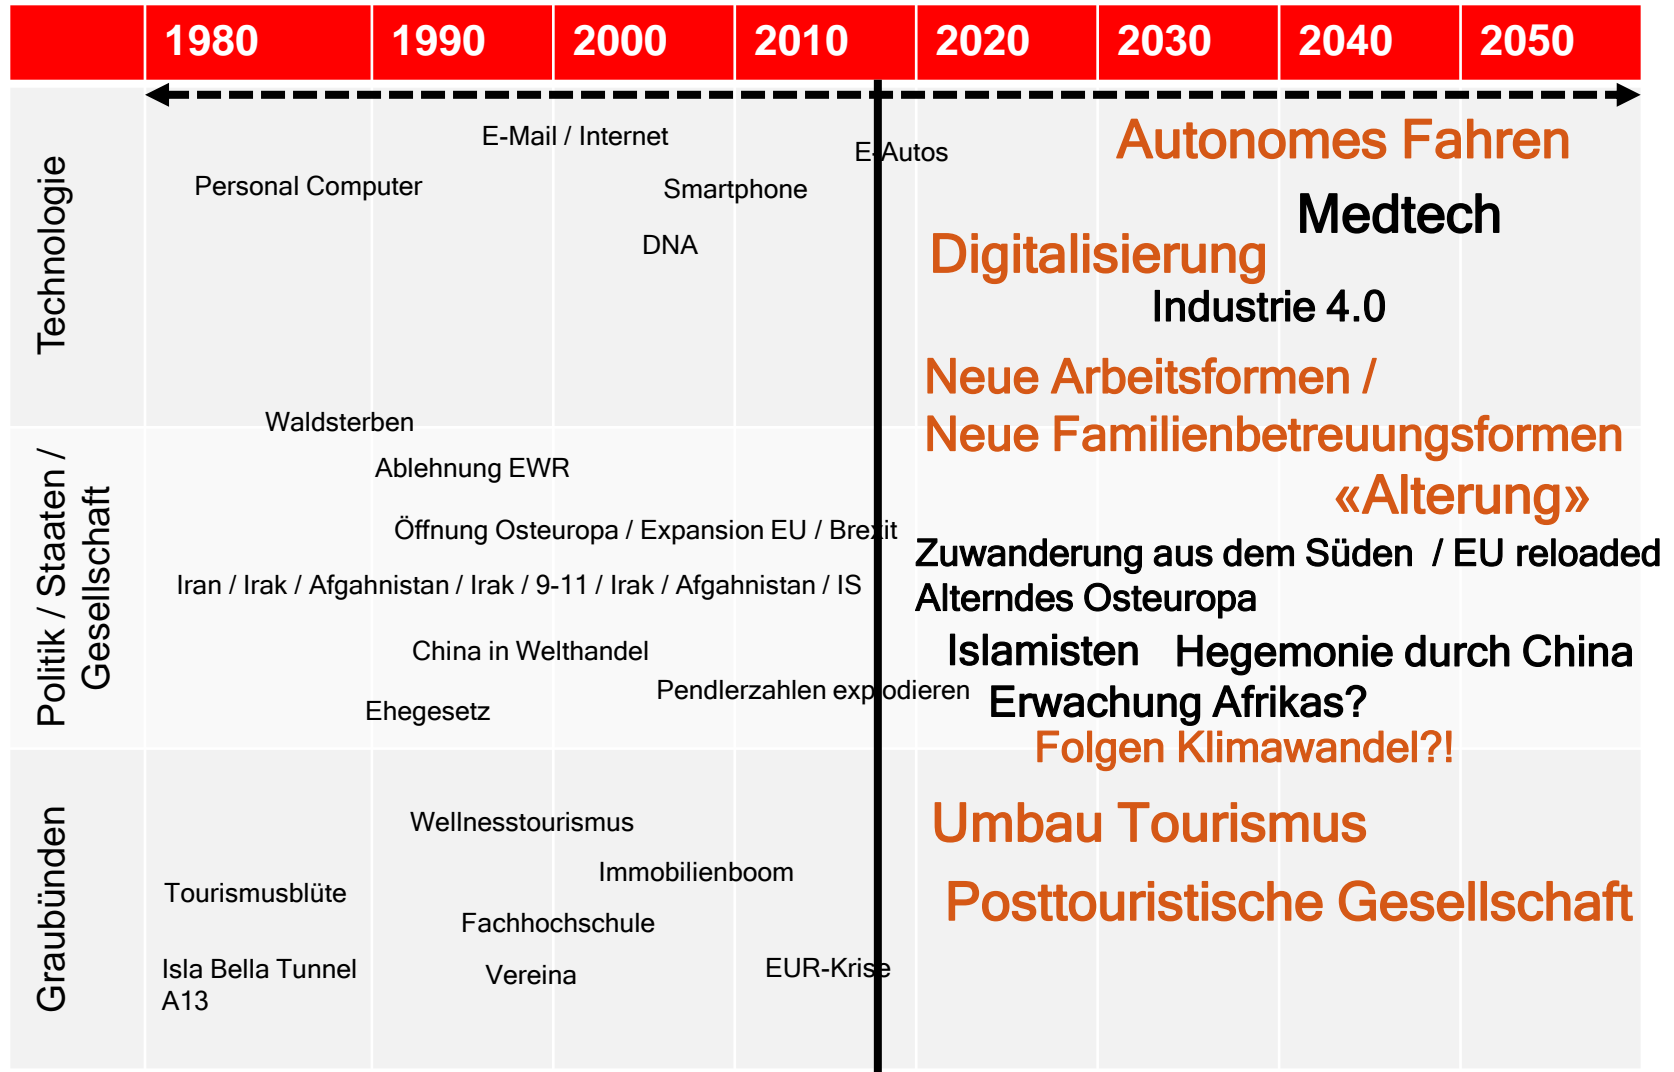 1980 1990 2000 2010 2020 2030 2040 2050
Technologie
E-Mail / Internet
E-Autos
Autonomes Fahren
Personal Computer
Smartphone
Medtech
DNA
Digitalisierung
Industrie 4.0
Neue Arbeitsformen /
Neue Familienbetreuungsformen
Waldsterben
Politik / Staaten /
Gesellschaft
Ablehnung EWR
«Alterung»
Öffnung Osteuropa / Expansion EU / Brexit
Zuwanderung aus dem Süden / EU reloaded
Alterndes Osteuropa
Iran / Irak / Afgahnistan / Irak / 9-11 / Irak / Afgahnistan / IS
China in Welthandel
Islamisten
Hegemonie durch China
Pendlerzahlen explodieren
Erwachung Afrikas?
Ehegesetz
Folgen Klimawandel?!
Graubünden
Wellnesstourismus
Umbau Tourismus
Immobilienboom
Tourismusblüte
Posttouristische Gesellschaft
Fachhochschule
Isla Bella Tunnel
A13
Vereina
EUR-Krise